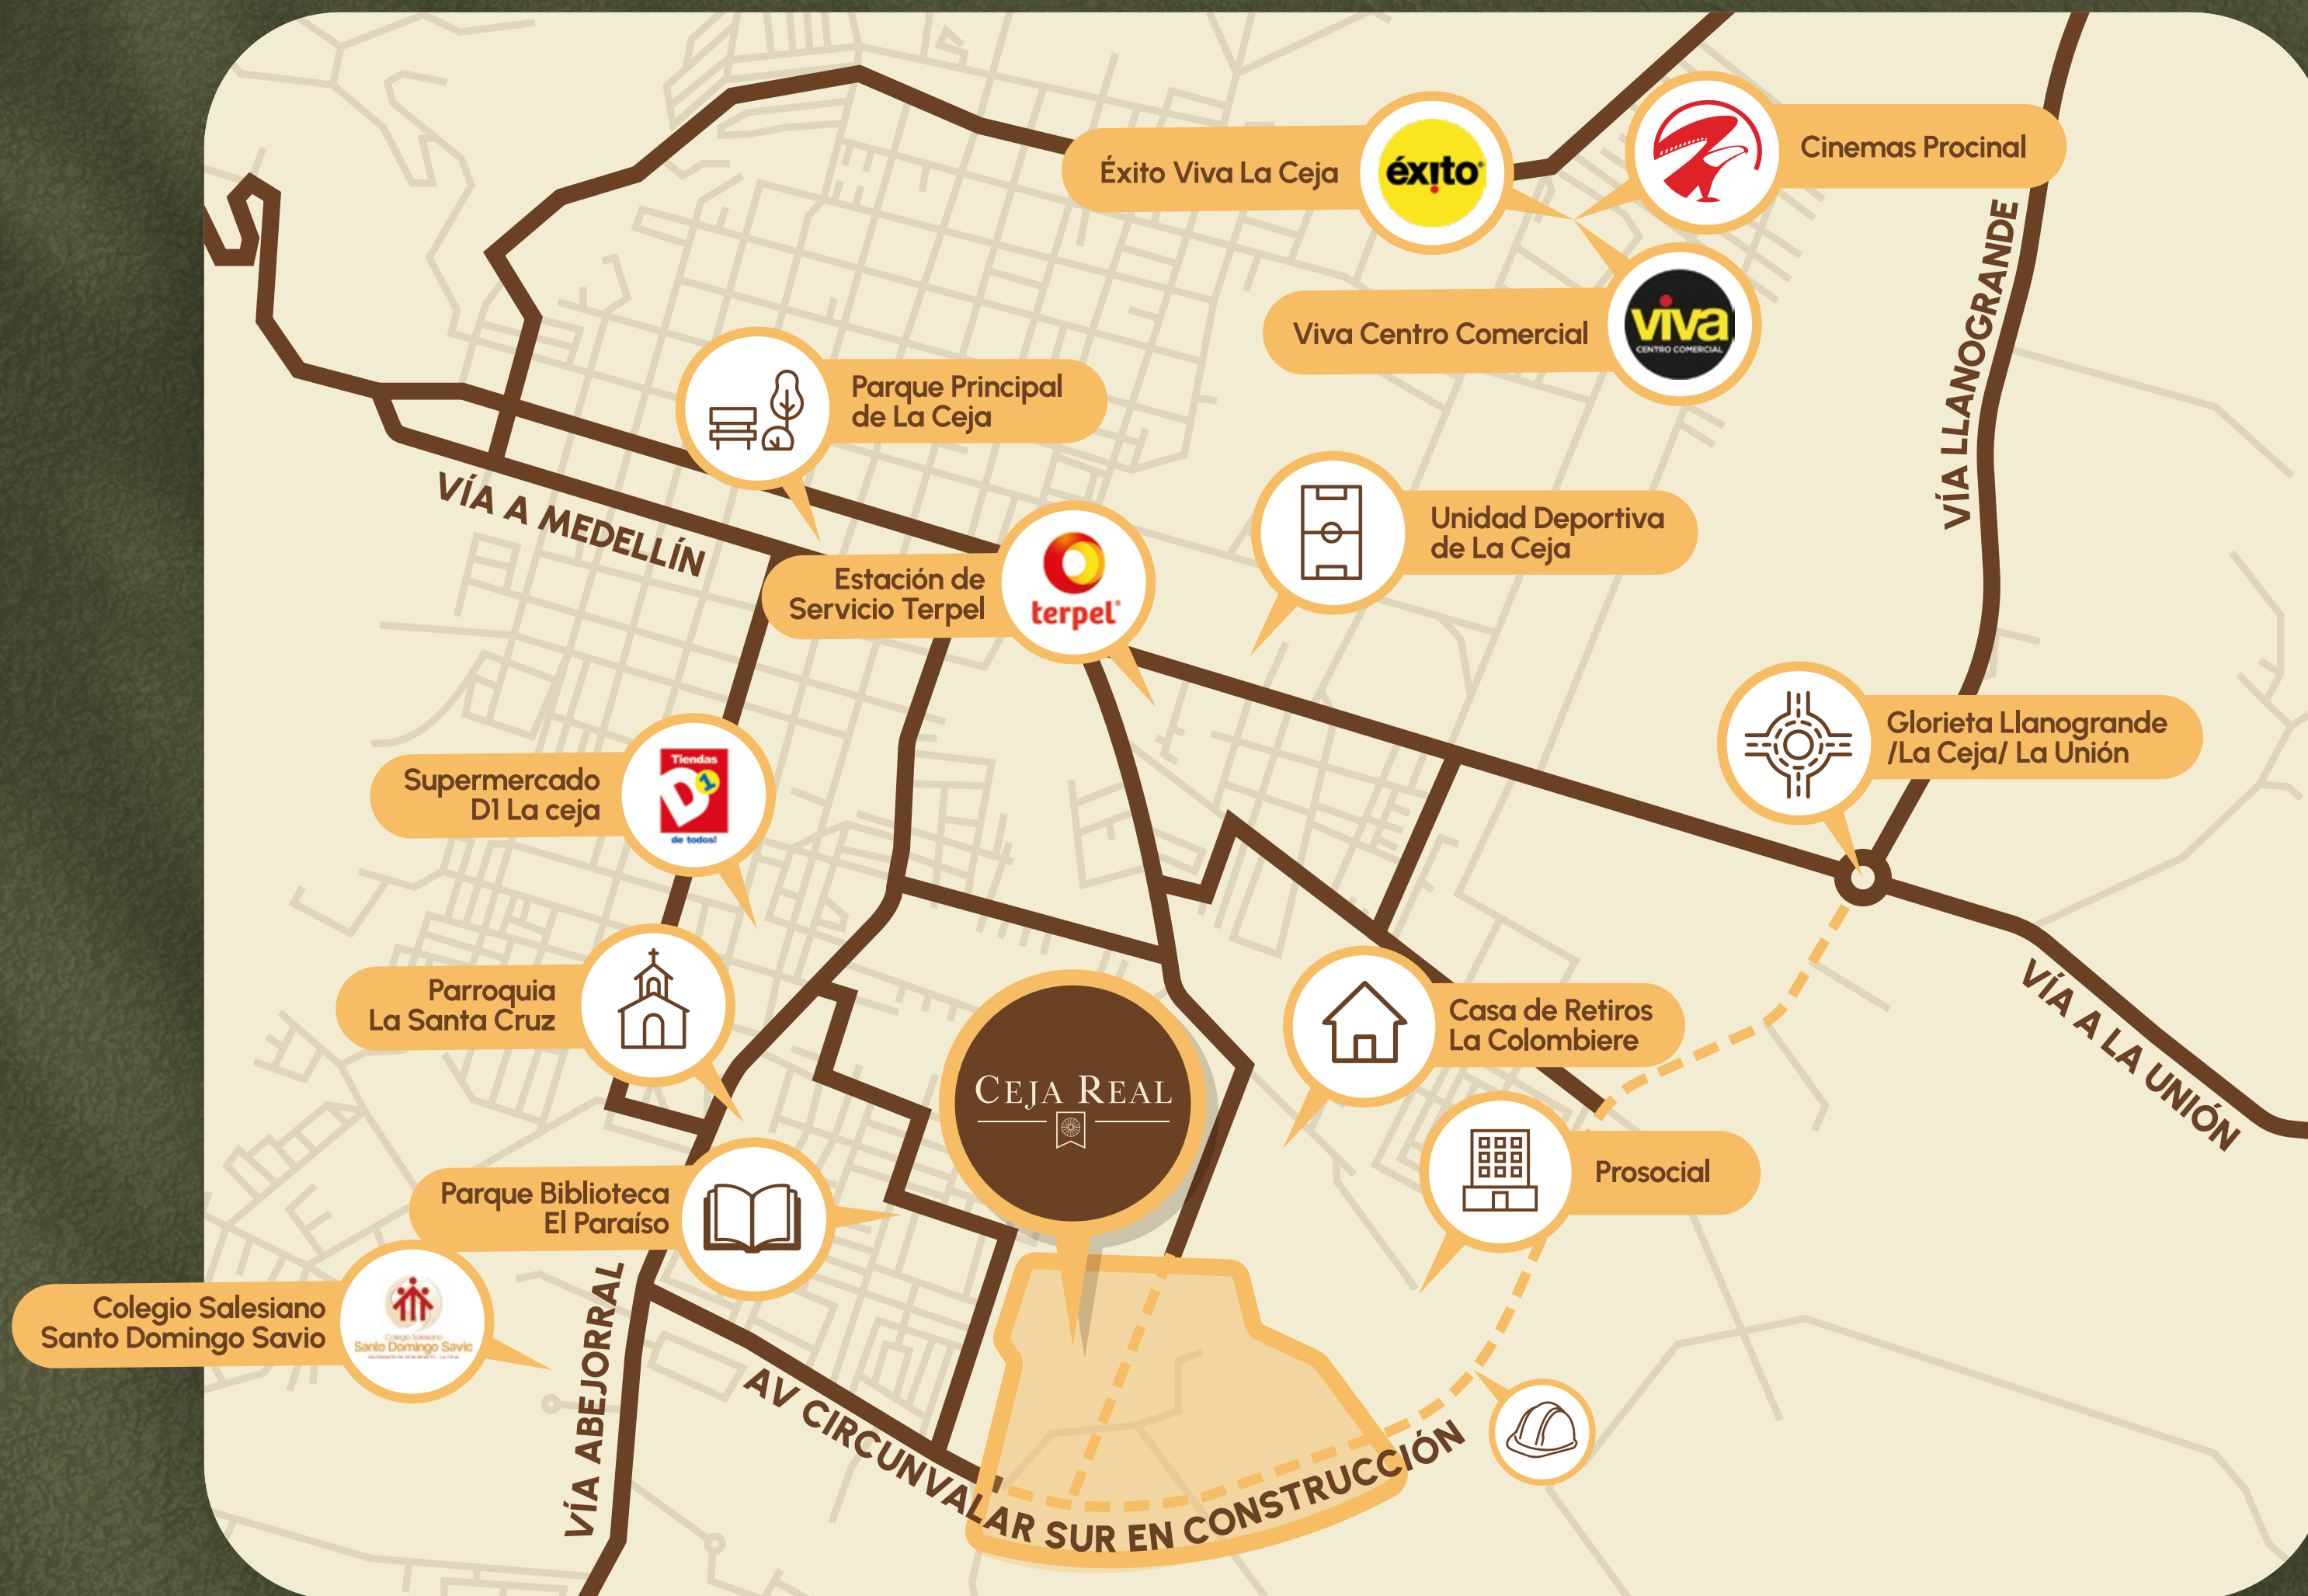 Éxito Viva La Ceja
éxito
Cinemas Procinal
Viva Centro Comercial
viva
CENTRO COMERCIAL
VÍA LLANOGRANDE
Parque Principal
de La Ceja
VÍA A MEDELLÍN
Unidad Deportiva
de La Ceja
Estación de
Servicio Terpel
terpel
Glorieta Llanogrande
/La Ceja/ La Unión
Supermercado
D1 La ceja
Tiendas
D1
de todos!
Parroquia
La Santa Cruz
CEJA REAL
Casa de Retiros
La Colombiere
VÍA A LA UNIÓN
Prosocial
Parque Biblioteca
El Paraíso
Colegio Salesiano
Santo Domingo Savio
Colegio Salesiano
Santo Domingo Savio
VÍA ABEJORRAL
AV CIRCUNVALAR SUR EN CONSTRUCCIÓN